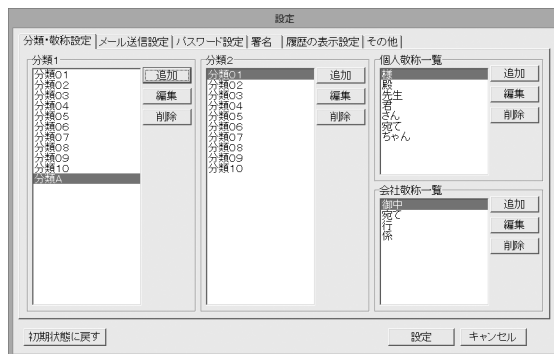 設定
分類・敬称設定 メール送信設定 パスワード設定 署名 履歴の表示設定 その他
分類1
分類01
分類02
分類03
分類04
分類05
分類06
分類07
分類08
分類09
分類10
分類A
追加
編集
削除
分類2
分類01
分類02
分類03
分類04
分類05
分類06
分類07
分類08
分類09
分類10
追加
編集
削除
個人敬称一覧
様
殿
先生
君
さん
宛て
ちゃん
追加
編集
削除
会社敬称一覧
御中
宛て
行
係
追加
編集
削除
初期状態に戻す
設定
キャンセル